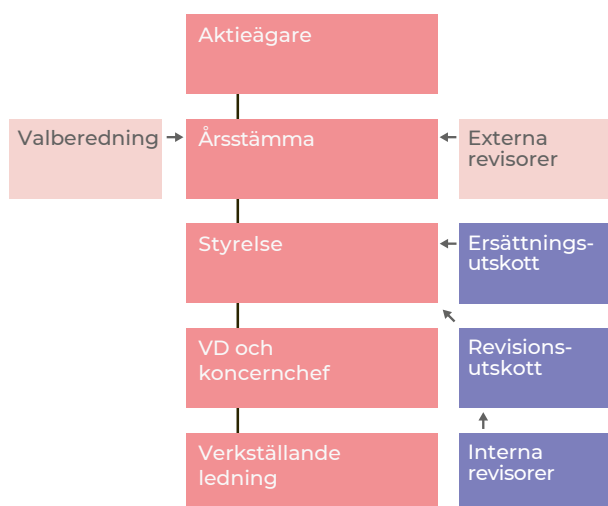 Aktieägare
Valberedning
Årsstämma
Externa
revisorer
Styrelse
Ersättnings-
utskott
VD och
koncernchef
Revisions-
utskott
Verkställande
ledning
Interna
revisorer